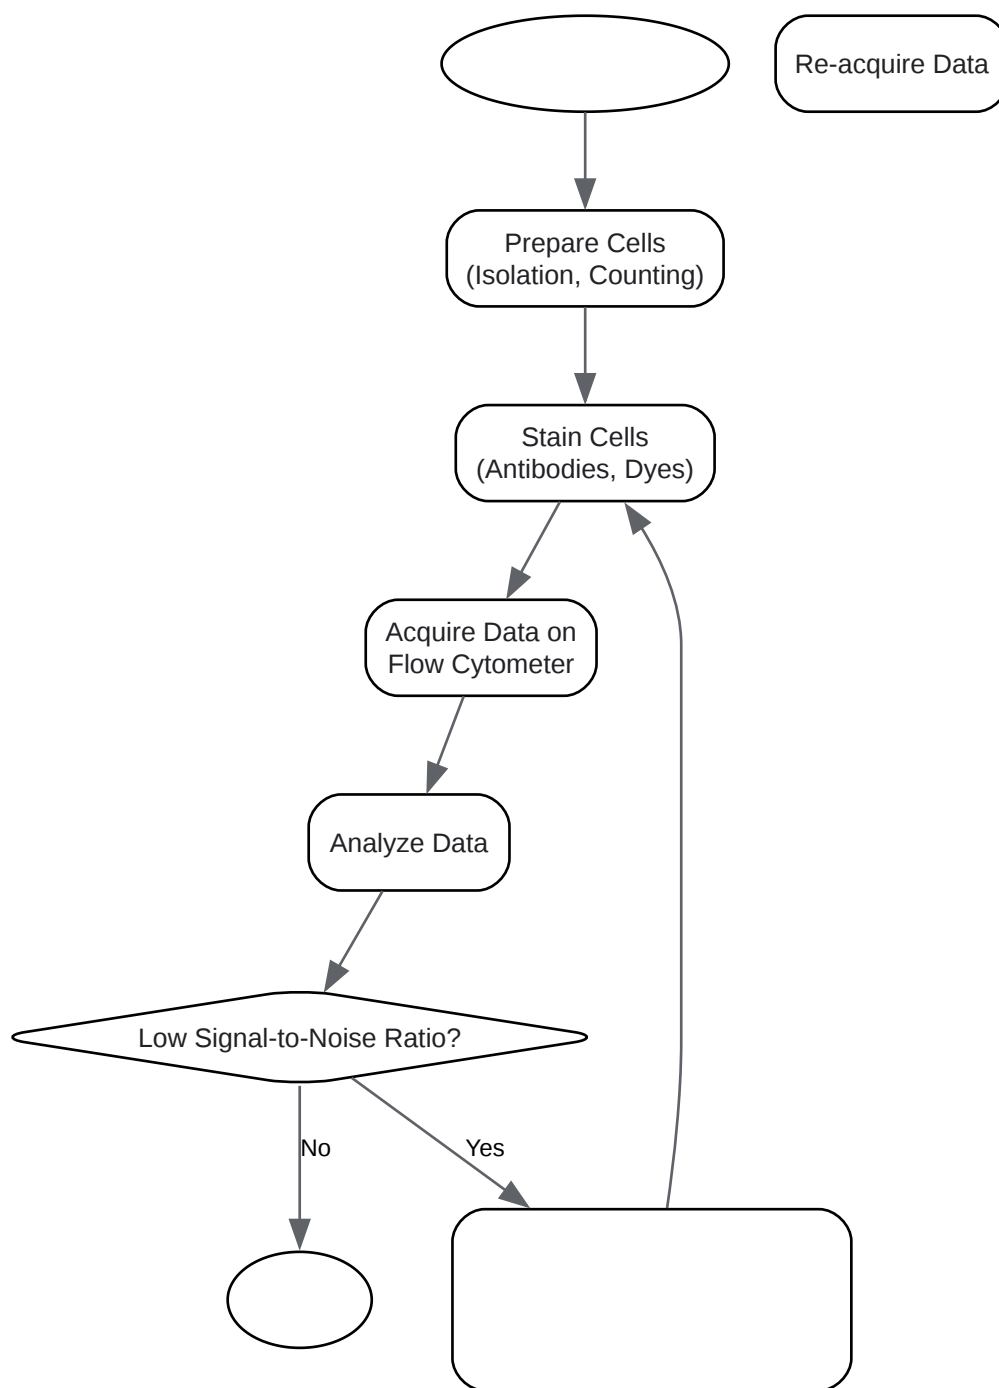 Re-acquire Data
Prepare Cells
(Isolation, Counting)
Stain Cells
(Antibodies, Dyes)
Acquire Data on
Flow Cytometer
Analyze Data
Low Signal-to-Noise Ratio?
No
Yes